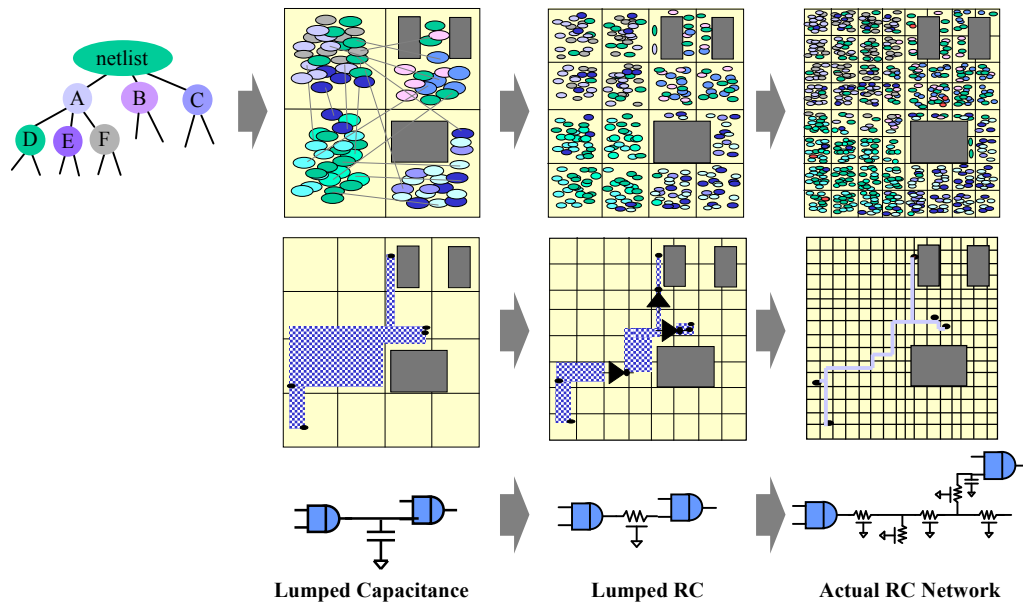 netlist
A
B
C
D
E
F
Lumped Capacitance
Lumped RC
Actual RC Network